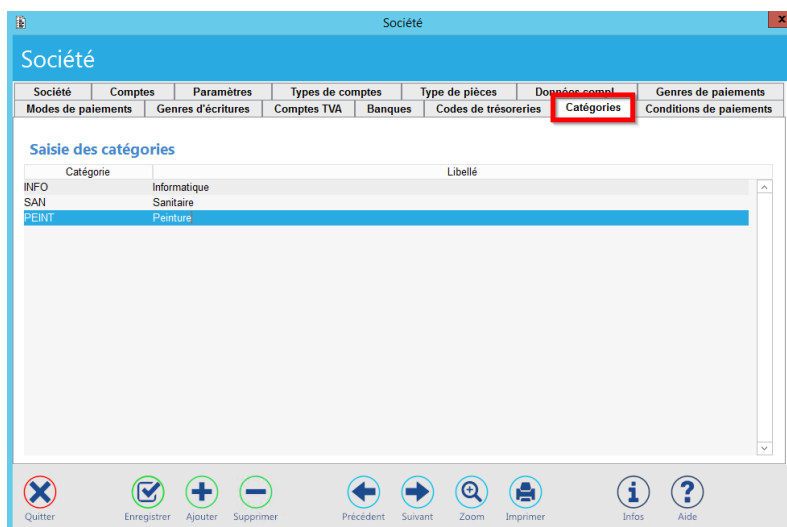 Société
x
Société
Société Comptes Paramètres Types de comptes Type de pièces Données compl. Genres de paiements
Modes de paiements Genres d'écritures Comptes TVA Banques Codes de trésoreries Catégories Conditions de paiements
Saisie des catégories
Catégorie Libellé
INFO Informatique
SAN Sanitaire
PEINT Peinture
Quitter Enregistrer Ajouter Supprimer Précédent Suivant Zoom Imprimer Infos Aide